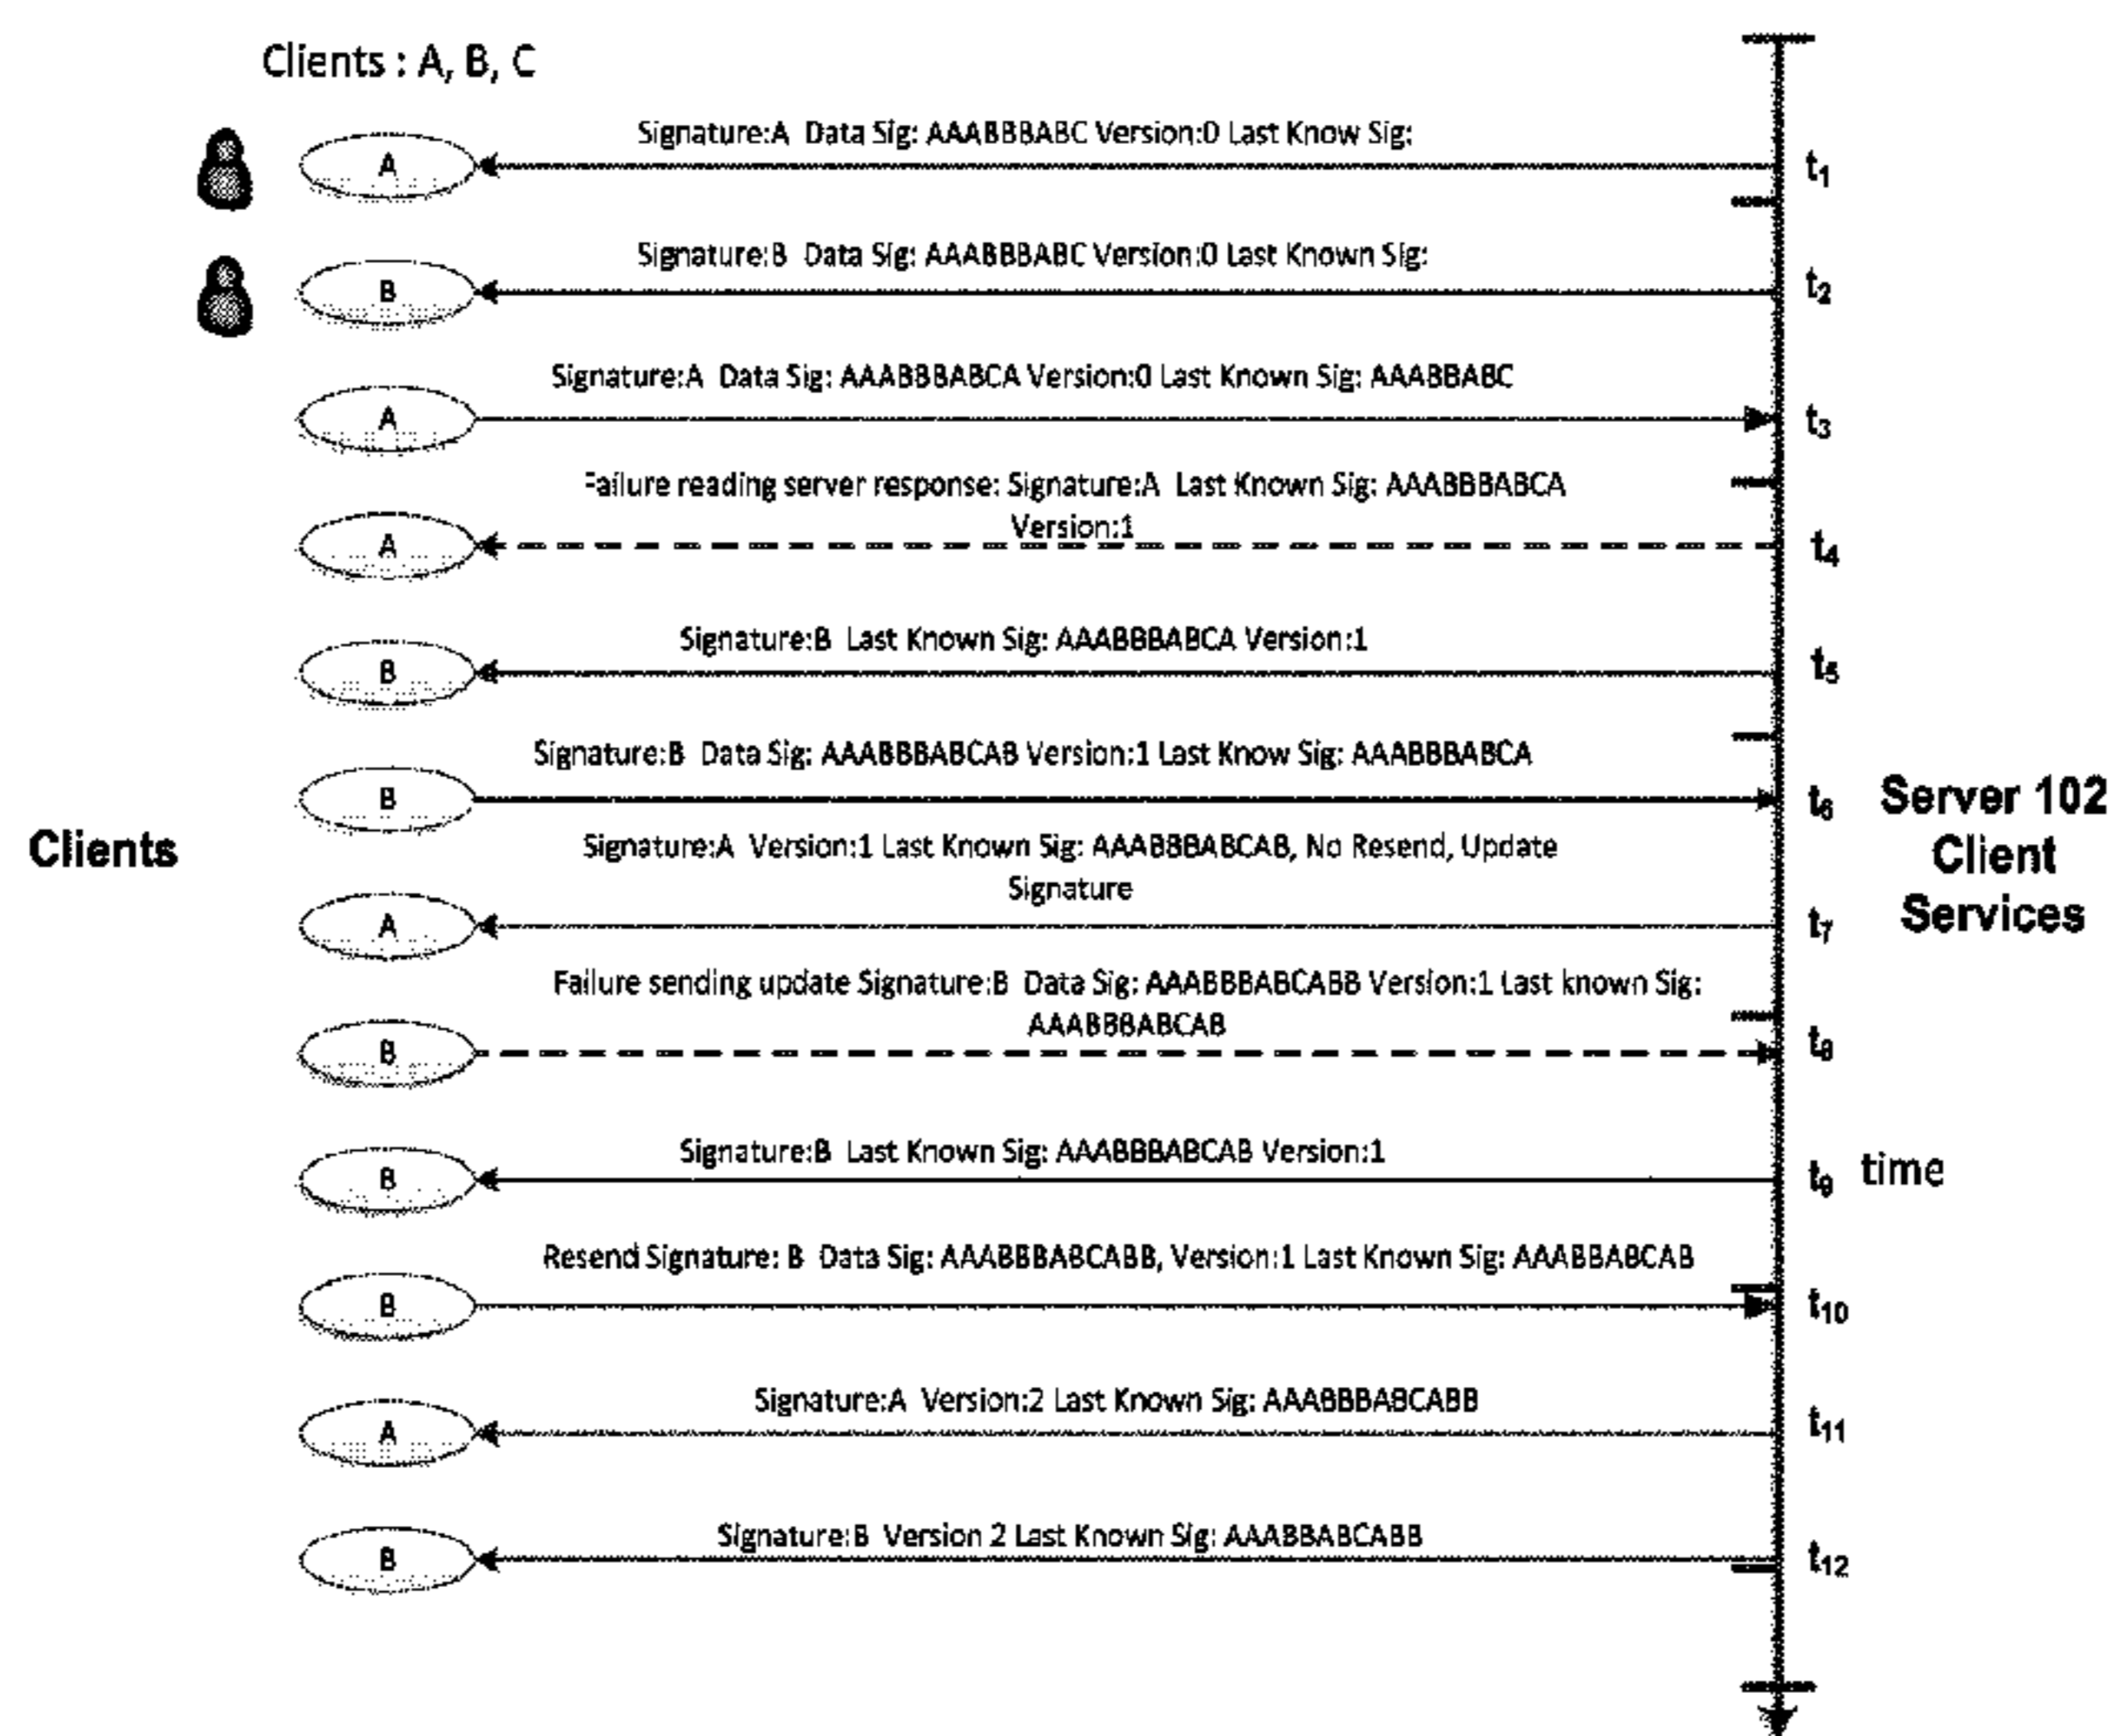 Clients : A, B, C
Signature:A Data Sig: AAABBBABC Version:0 Last Know Sig:
A
t1
Signature:B Data Sig: AAABBBABC Version:0 Last Known Sig:
B
t2
Signature:A Data Sig: AAABBBABCA Version:0 Last Known Sig: AAABBABC
A
t3
Failure reading server response: Signature:A Last Known Sig: AAABBBABCA
Version:1
A
t4
Signature:B Last Known Sig: AAABBBABCA Version:1
B
t5
Signature:B Data Sig: AAABBBABCAB Version:1 Last Know Sig: AAABBBABCA
B
t6
Server 102
Client
Services
Clients
Signature:A Version:1 Last Known Sig: AAABBBABCAB, No Resend, Update
Signature
A
t7
Failure sending update Signature:B Data Sig: AAABBBABCABB Version:1 Last known Sig:
AAABBBABCAB
B
t8
Signature:B Last Known Sig: AAABBBABCAB Version:1
B
t9
time
Resend Signature: B Data Sig: AAABBBABCABB, Version:1 Last Known Sig: AAABBABCAB
B
t10
Signature:A Version:2 Last Known Sig: AAABBBABCABB
A
t11
Signature:B Version 2 Last Known Sig: AAABBABCABB
B
t12